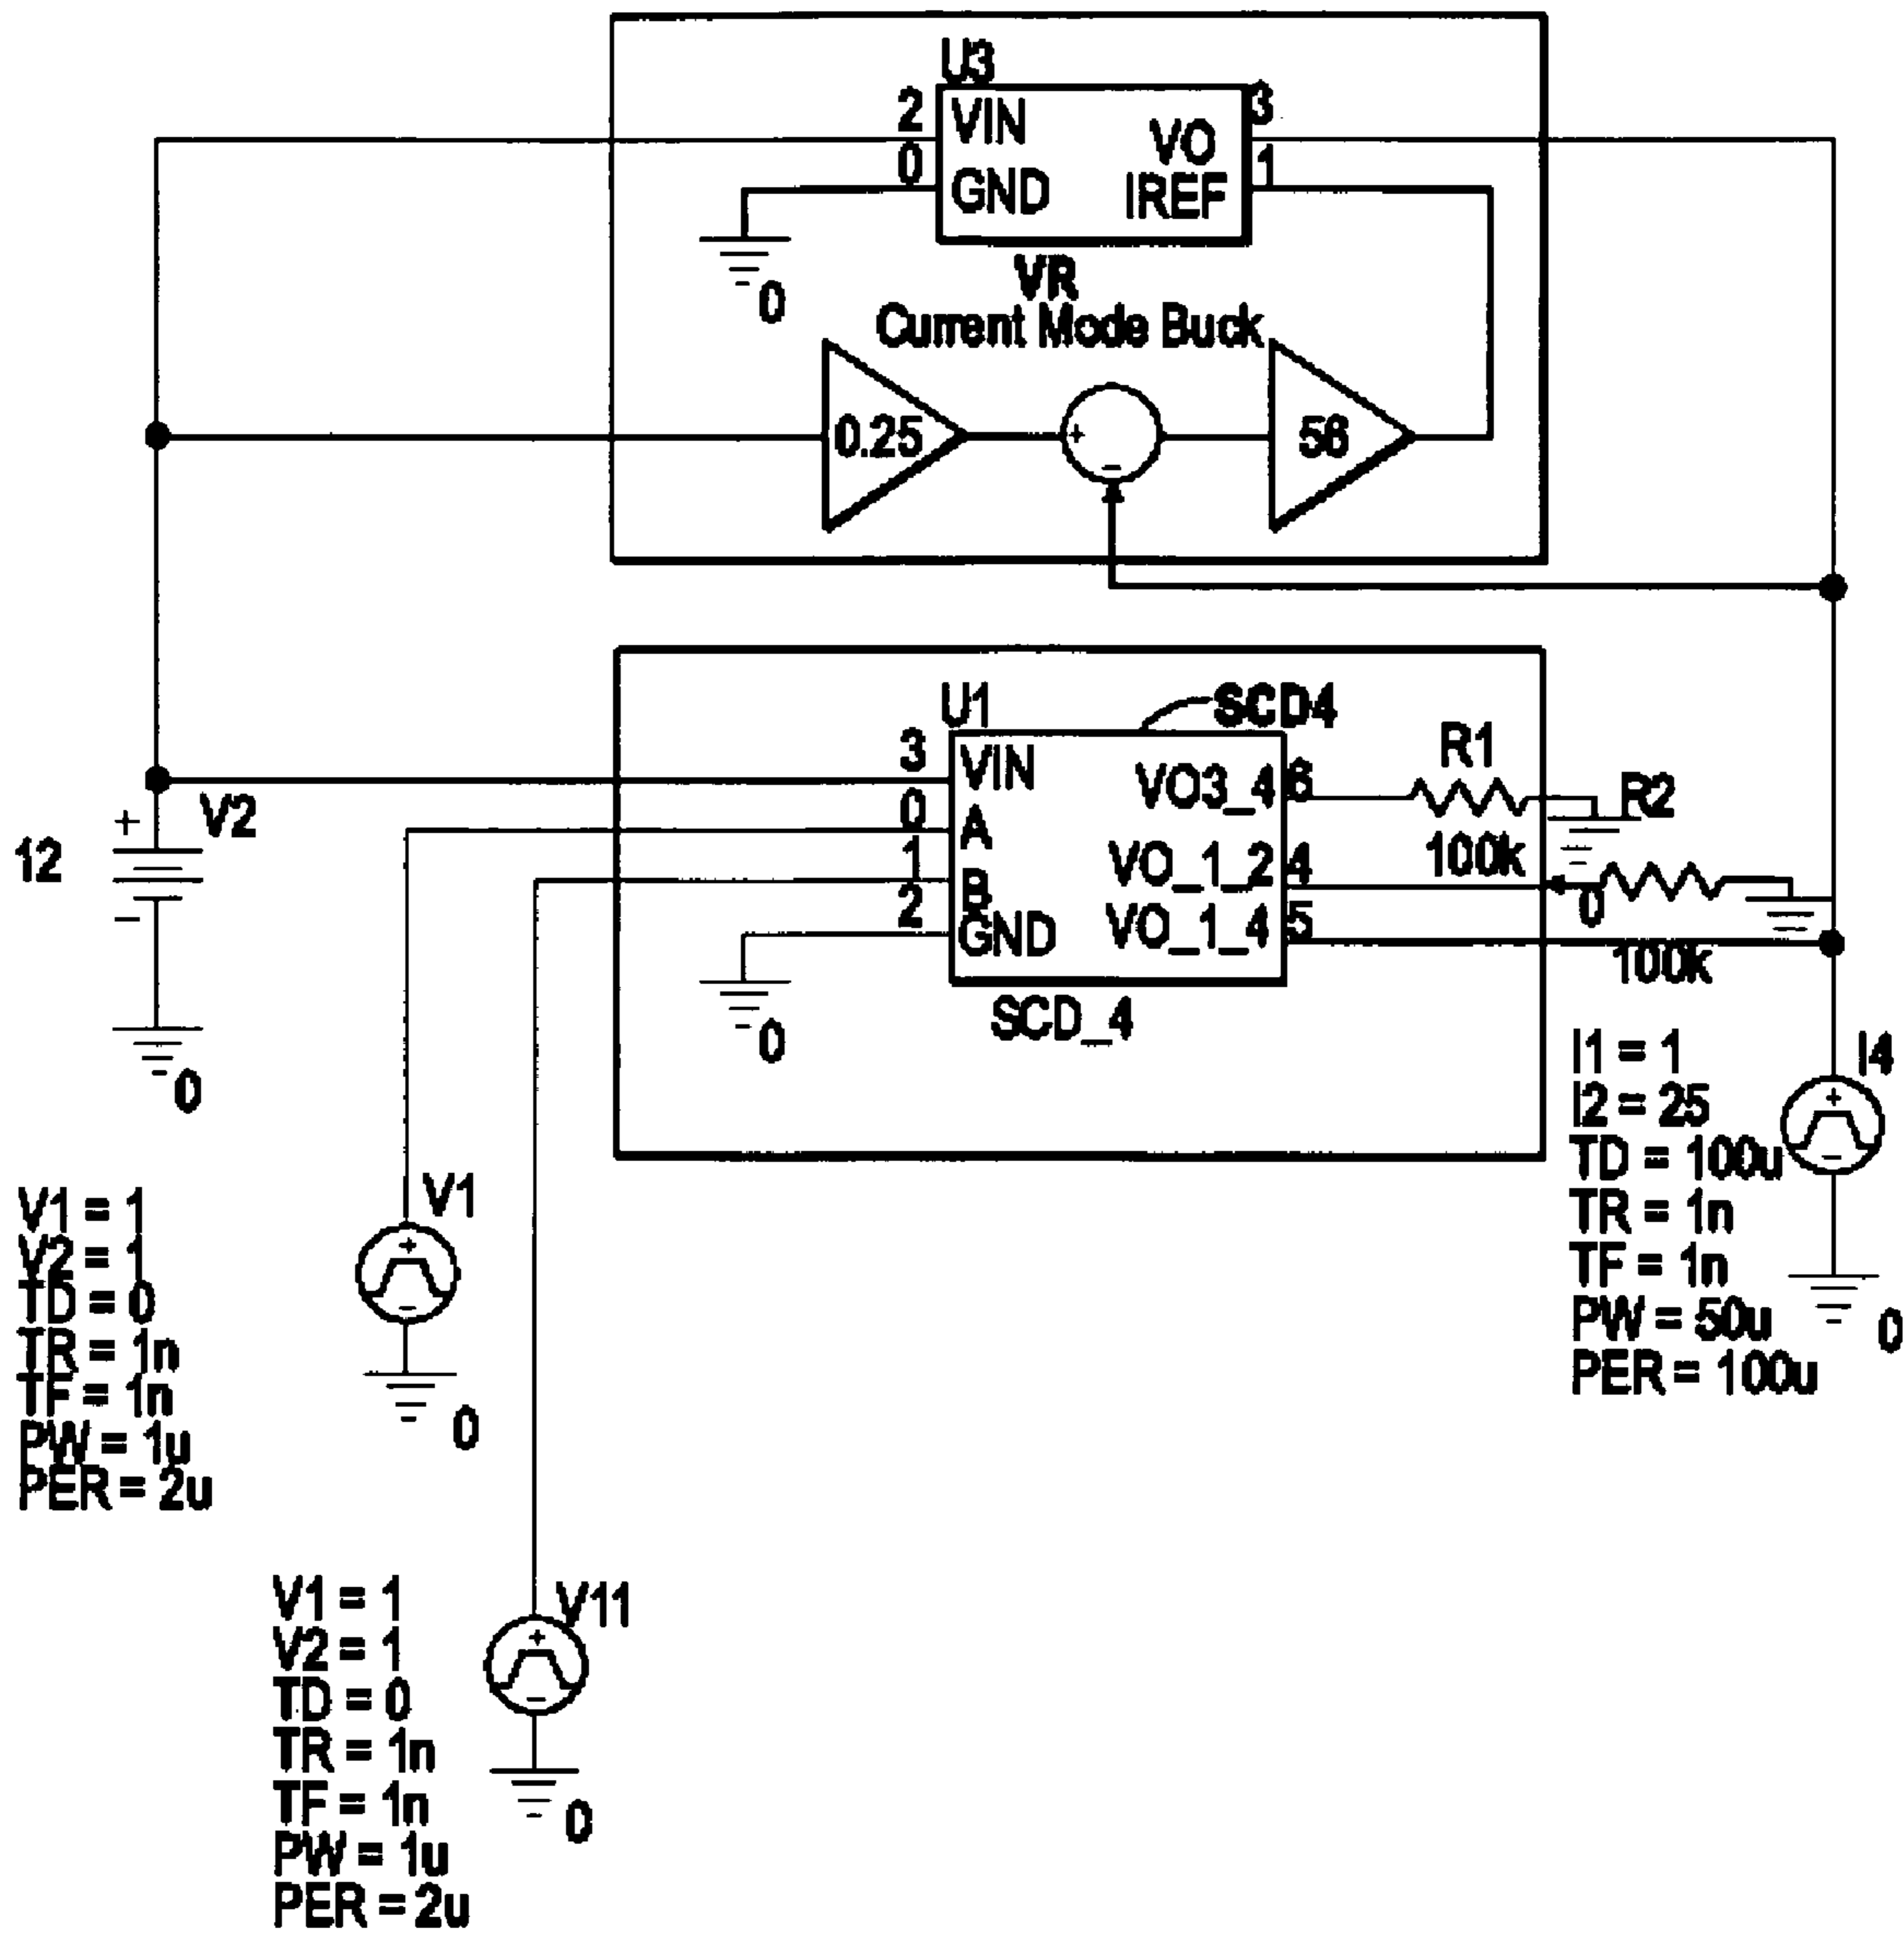 U3
2 VIN VO 3
0 GND IREF 1
0
VR
Current Mode Buck
0.25 + 58
-
U1 SCD4
3 VIN VO3_4 6 R1 R2
0 A 100k
1 B VO_1_2 4
2 GND VO_1_4 5 0
100k
0 SCD_4
+ V2
12
-
0
I1 = 1 I4
I2 = 25
TD = 100u
TR = 1n
TF = 1n
PW = 50u
PER = 100u
+
-
0
V1 = 1 V1
V2 = 1
TD = 0
TR = 1n
TF = 1n
PW = 1u
PER = 2u
+
-
0
V1 = 1 V11
V2 = 1
TD = 0
TR = 1n
TF = 1n
PW = 1u
PER = 2u
+
-
0